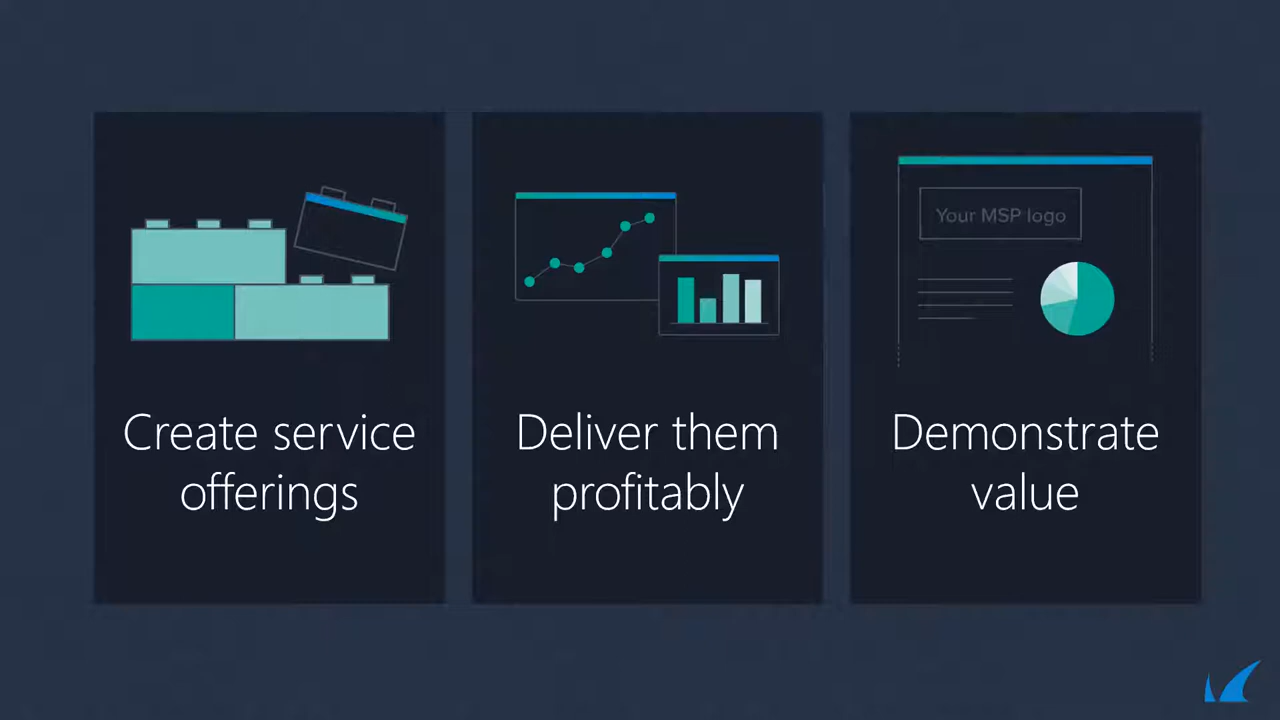 Your MSP logo
Create service
offerings
Deliver them
profitably
Demonstrate
value